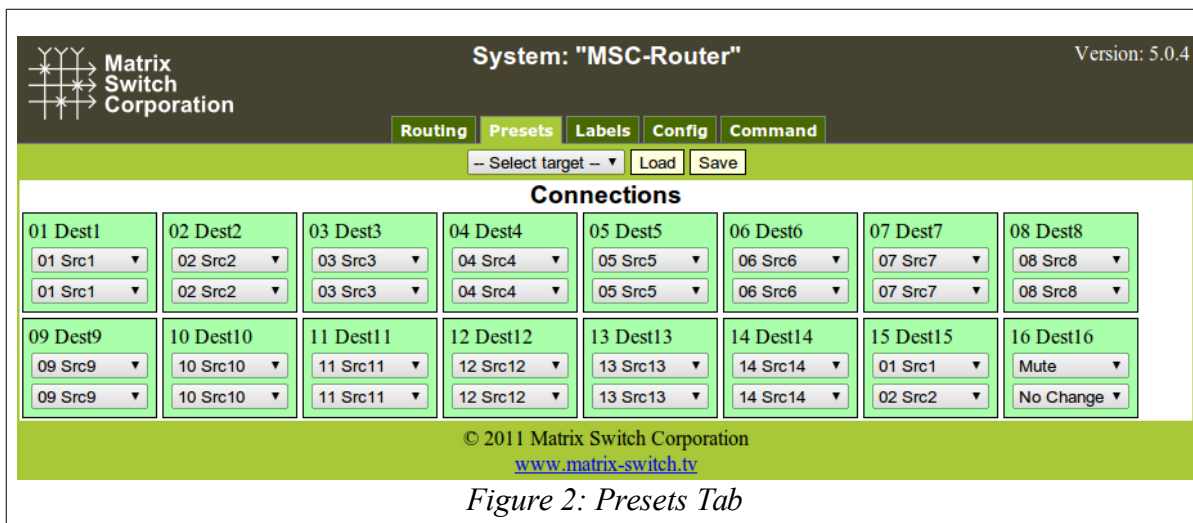 Matrix
Switch
Corporation
System: "MSC-Router"
Version: 5.0.4
Routing Presets Labels Config Command
-- Select target -- Load Save
Connections
01 Dest1 02 Dest2 03 Dest3 04 Dest4 05 Dest5 06 Dest6 07 Dest7 08 Dest8
01 Src1 02 Src2 03 Src3 04 Src4 05 Src5 06 Src6 07 Src7 08 Src8
01 Src1 02 Src2 03 Src3 04 Src4 05 Src5 06 Src6 07 Src7 08 Src8
09 Dest9 10 Dest10 11 Dest11 12 Dest12 13 Dest13 14 Dest14 15 Dest15 16 Dest16
09 Src9 10 Src10 11 Src11 12 Src12 13 Src13 14 Src14 01 Src1 Mute
09 Src9 10 Src10 11 Src11 12 Src12 13 Src13 14 Src14 02 Src2 No Change
© 2011 Matrix Switch Corporation
www.matrix-switch.tv
Figure 2: Presets Tab